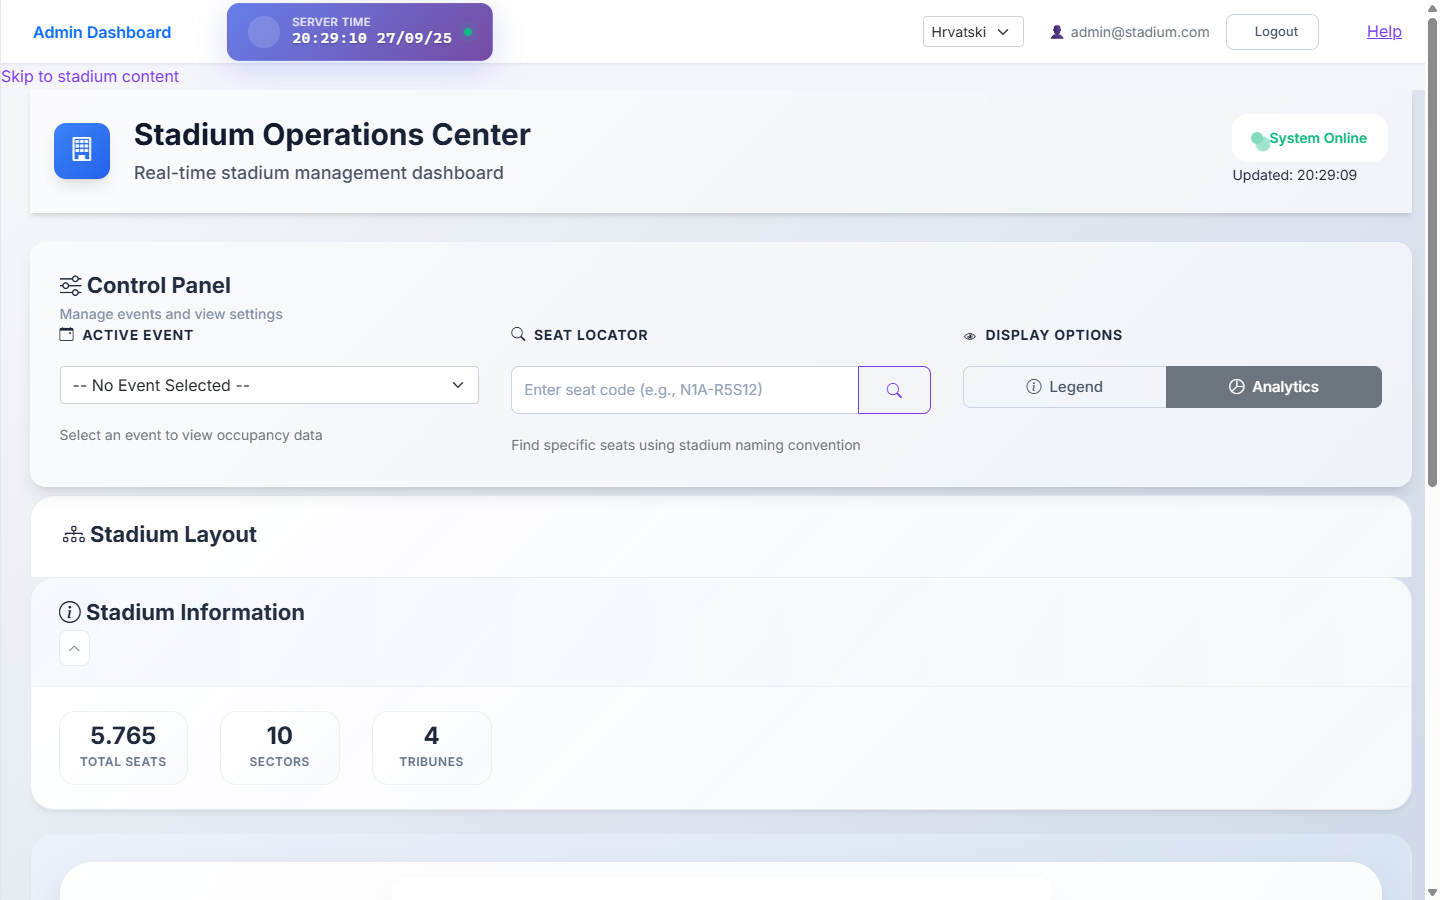 Admin Dashboard
SERVER TIME
20:29:10 27/09/25
Hrvatski
admin@stadium.com
Logout
Help
Skip to stadium content
Stadium Operations Center
Real-time stadium management dashboard
System Online
Updated: 20:29:09
Control Panel
Manage events and view settings
ACTIVE EVENT
-- No Event Selected --
Select an event to view occupancy data
SEAT LOCATOR
Enter seat code (e.g., N1A-R5S12)
Find specific seats using stadium naming convention
DISPLAY OPTIONS
Legend
Analytics
Stadium Layout
Stadium Information
5.765
TOTAL SEATS
10
SECTORS
4
TRIBUNES